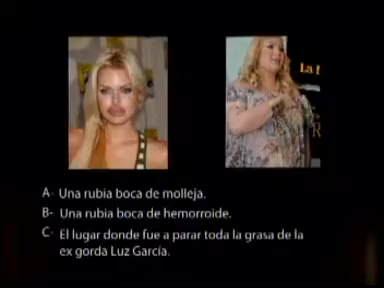 La
R
A- Una rubia boca de molleja.
B- Una rubia boca de hemorroide.
C- El lugar donde fue a parar toda la grasa de la
ex gorda Luz García.